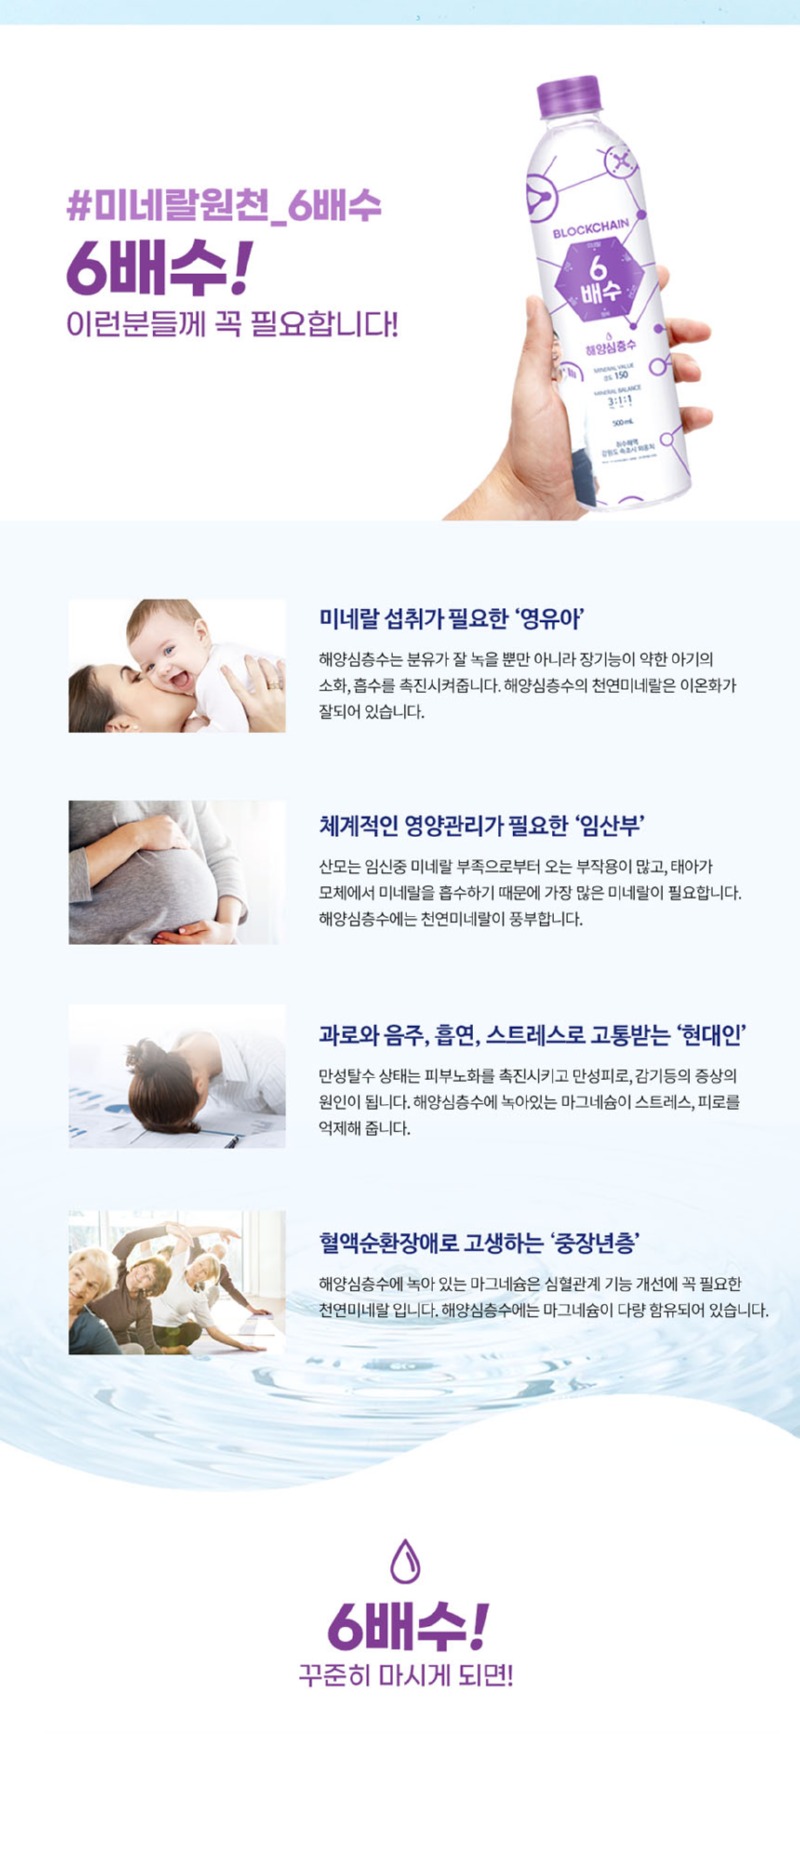 #미네랄원천_6배수
6배수!
이런분들께 꼭 필요합니다!
BLOCKCHAIN
6
배수
해양심층수
MINERAL VALUE
경도 150
MINERAL BALANCE
3:1:1
500mL
미네랄 섭취가 필요한 ‘영유아’
해양심층수는 분유가 잘 녹을 뿐만 아니라 장기능이 약한 아기의
소화, 흡수를 촉진시켜줍니다. 해양심층수의 천연미네랄은 이온화가
잘되어 있습니다.
체계적인 영양관리가 필요한 ‘임산부’
산모는 임신중 미네랄 부족으로부터 오는 부작용이 많고, 태아가
모체에서 미네랄을 흡수하기 때문에 가장 많은 미네랄이 필요합니다.
해양심층수에는 천연미네랄이 풍부합니다.
과로와 음주, 흡연, 스트레스로 고통받는 ‘현대인’
만성탈수 상태는 피부노화를 촉진시키고 만성피로, 감기등의 증상의
원인이 됩니다. 해양심층수에 녹아있는 마그네슘이 스트레스, 피로를
억제해 줍니다.
혈액순환장애로 고생하는 ‘중장년층’
해양심층수에 녹아 있는 마그네슘은 심혈관계 기능 개선에 꼭 필요한
천연미네랄 입니다. 해양심층수에는 마그네슘이 다량 함유되어 있습니다.
6배수!
꾸준히 마시게 되면!